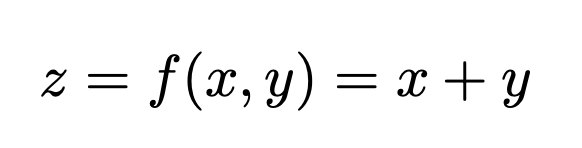 z = f(x, y) = x + y